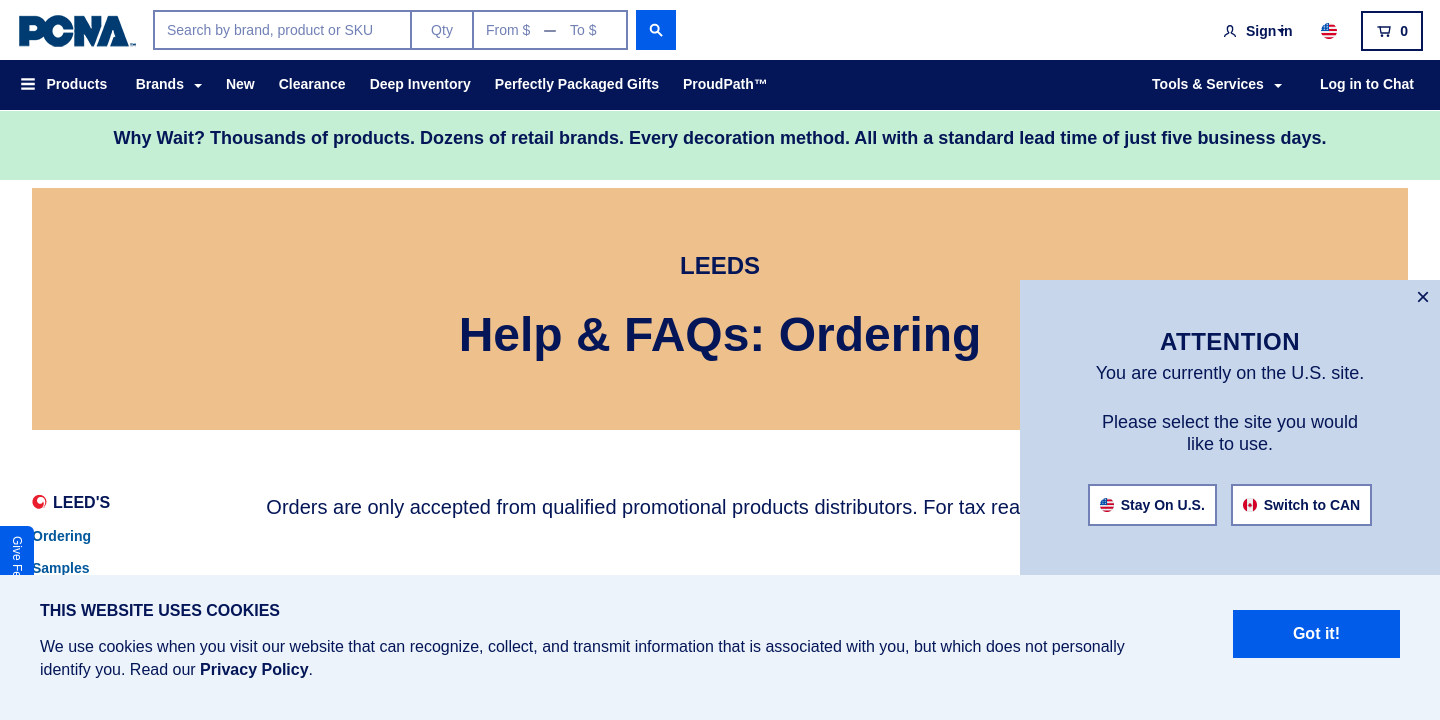 PCNA™ Search by brand, product or SKU Qty From $ — To $ Sign in 0
Products Brands New Clearance Deep Inventory Perfectly Packaged Gifts ProudPath™ Tools & Services Log in to Chat
Why Wait? Thousands of products. Dozens of retail brands. Every decoration method. All with a standard lead time of just five business days.
LEEDS
Help & FAQs: Ordering
×
ATTENTION
You are currently on the U.S. site.
Please select the site you would
like to use.
Stay On U.S. Switch to CAN
LEED'S
Ordering
Samples
Orders are only accepted from qualified promotional products distributors. For tax rea
Give Fe
THIS WEBSITE USES COOKIES
We use cookies when you visit our website that can recognize, collect, and transmit information that is associated with you, but which does not personally
identify you. Read our Privacy Policy.
Got it!